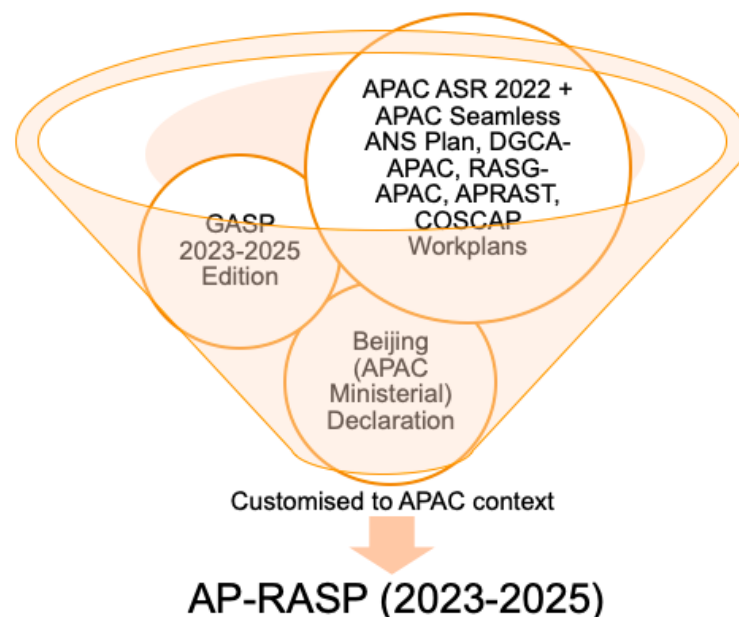 APAC ASR 2022 +
APAC Seamless
ANS Plan, DGCA-
APAC, RASG-
APAC, APRAST,
COSCAP
Workplans
GASP
2023-2025
Edition
Beijing
(APAC
Ministerial)
Declaration
Customised to APAC context
AP-RASP (2023-2025)